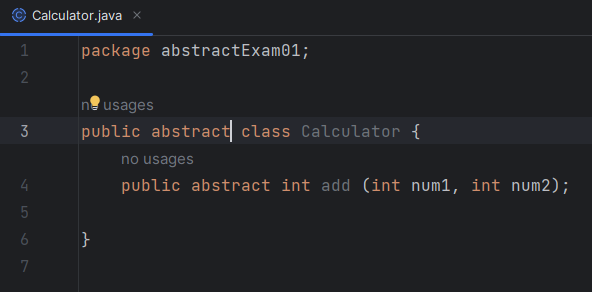 Calculator.java
1 package abstractExam01;
2
no usages
3 public abstract class Calculator {
no usages
4 public abstract int add (int num1, int num2);
5
6 }
7